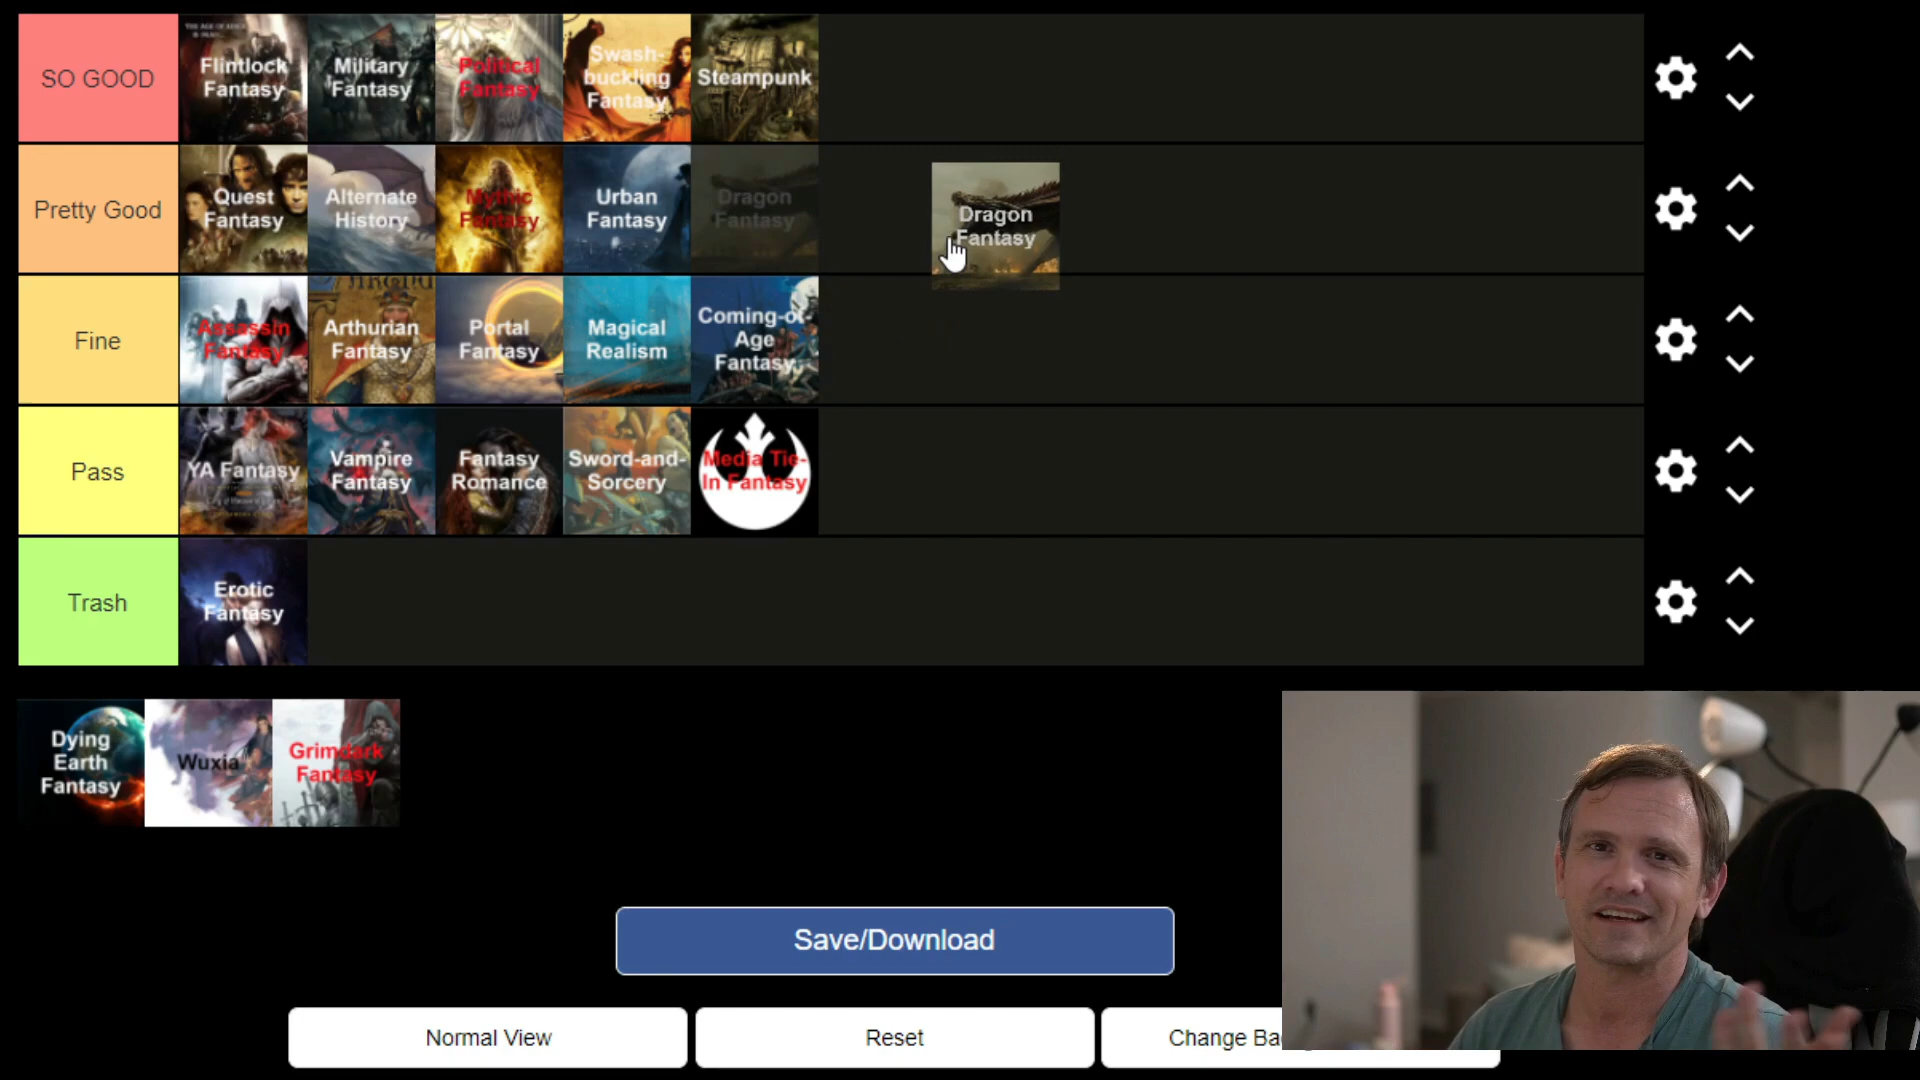 SO GOOD
Flintlock
Fantasy
Military
Fantasy
Political
Fantasy
Swash-
buckling
Fantasy
Steampunk
Pretty Good
Quest
Fantasy
Alternate
History
Mythic
Fantasy
Urban
Fantasy
Dragon
Fantasy
Dragon
Fantasy
Fine
Assassin
Fantasy
Arthurian
Fantasy
Portal
Fantasy
Magical
Realism
Coming-of-
Age
Fantasy
Pass
YA Fantasy
Vampire
Fantasy
Fantasy
Romance
Sword-and-
Sorcery
Media Tie-
In Fantasy
Trash
Erotic
Fantasy
Dying
Earth
Fantasy
Wuxia
Grimdark
Fantasy
Save/Download
Normal View
Reset
Change